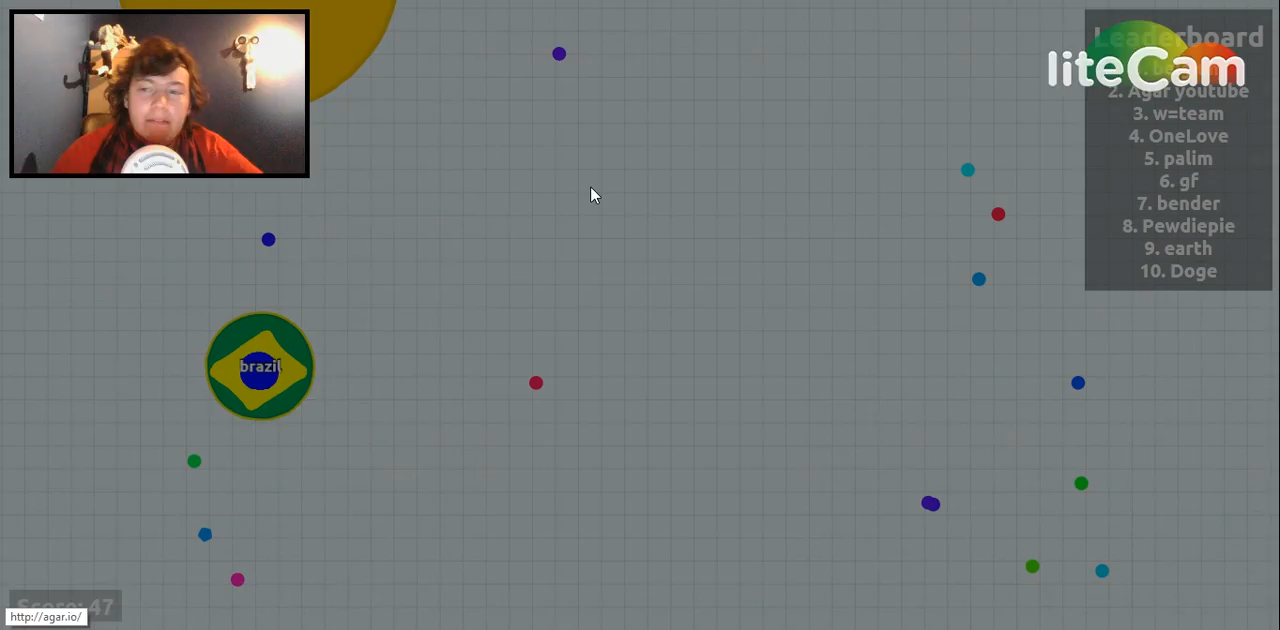 Leaderboard
liteCam
2. Agar youtube
3. w=team
4. OneLove
5. palim
6. gf
7. bender
8. Pewdiepie
9. earth
10. Doge
brazil
Score: 47
http://agar.io/